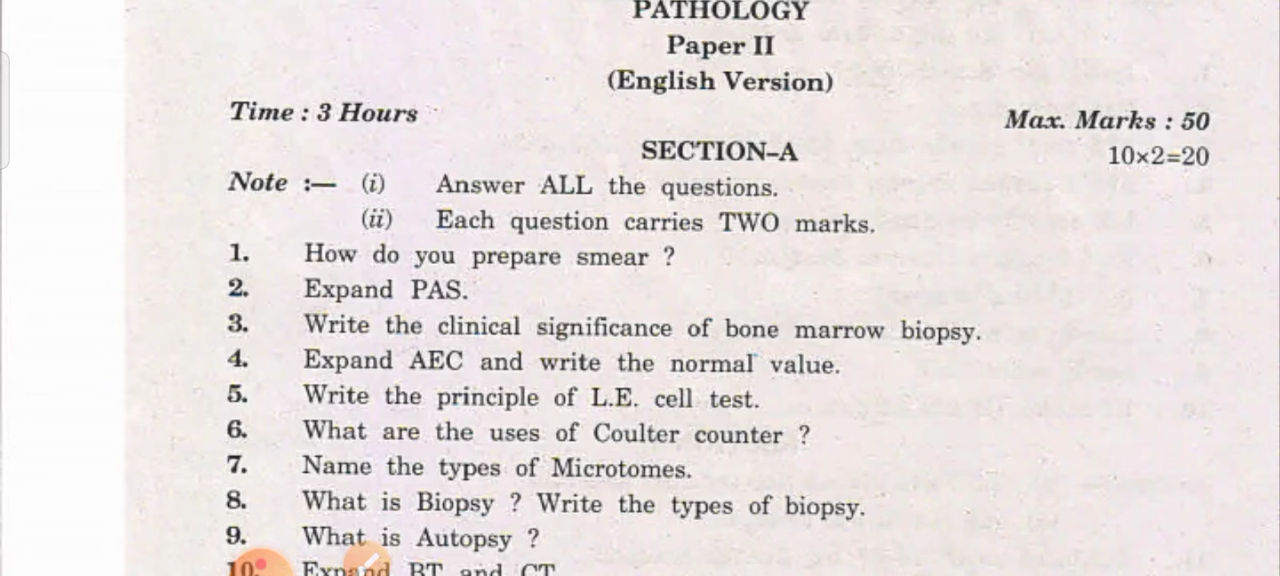 PATHOLOGY
Paper II
(English Version)
Time : 3 Hours
Max. Marks : 50
SECTION–A
10×2=20
Note :— (i) Answer ALL the questions.
(ii) Each question carries TWO marks.
1. How do you prepare smear ?
2. Expand PAS.
3. Write the clinical significance of bone marrow biopsy.
4. Expand AEC and write the normal value.
5. Write the principle of L.E. cell test.
6. What are the uses of Coulter counter ?
7. Name the types of Microtomes.
8. What is Biopsy ? Write the types of biopsy.
9. What is Autopsy ?
10. Expand BT and CT